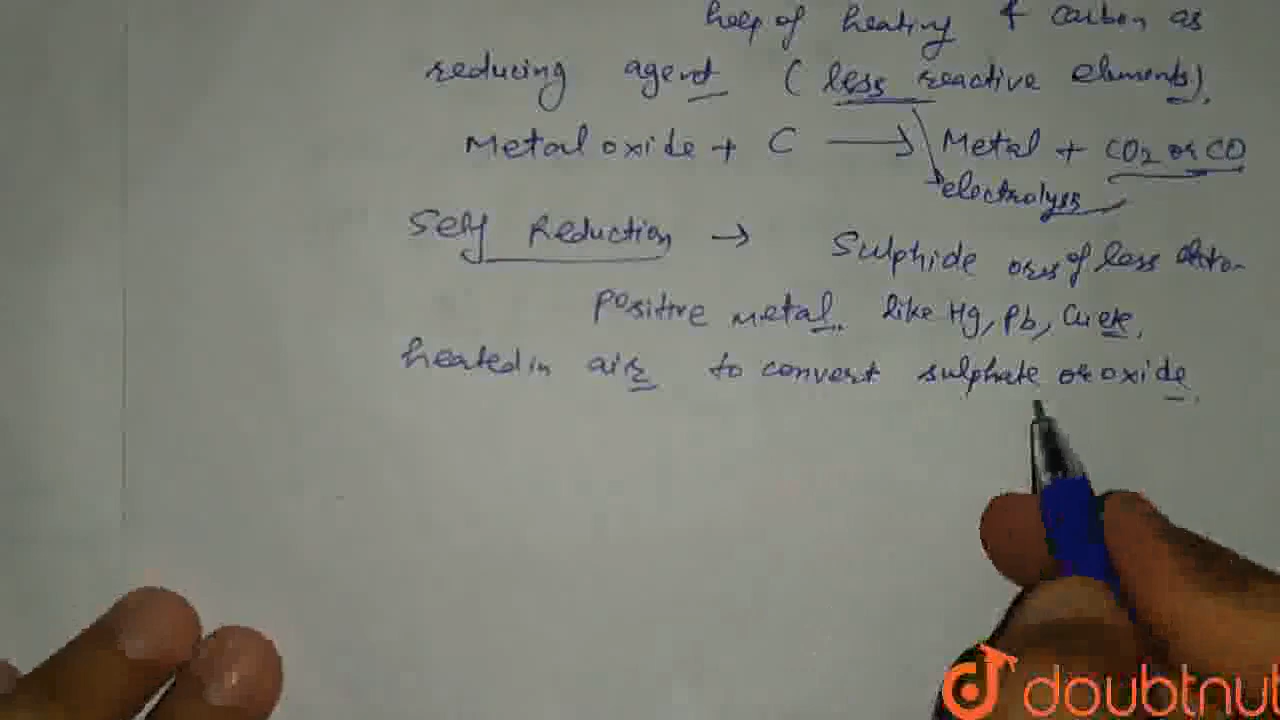 help of heating & carbon as
reducing agent (less reactive elements).
Metal oxide + C → Metal + CO2 or CO
electrolysis
Self Reduction → Sulphide ores of less electro-
positive metal. like Hg, Pb, Cu etc.
heated in air to convert sulphate or oxide.
doubtnut